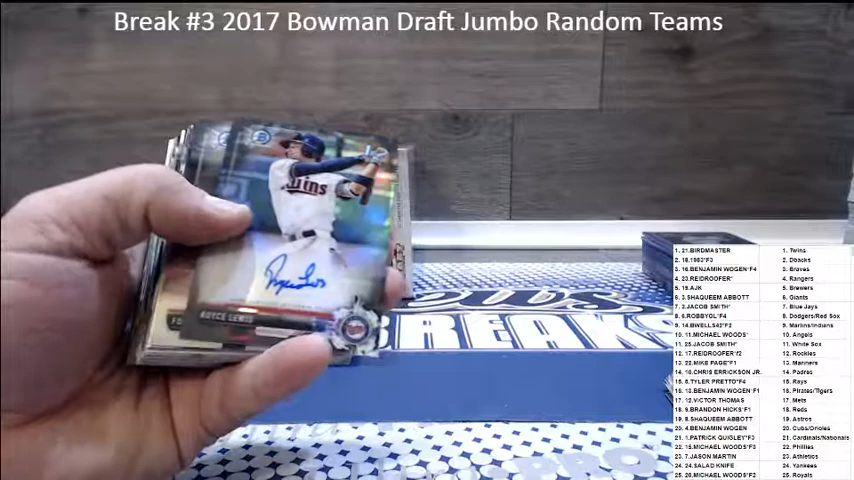 Break #3 2017 Bowman Draft Jumbo Random Teams
Twins
ROYCE LEWIS
BREAKS
1. 21.BIRDMASTER 1. Twins
2. 18.1983*F3 2. Dbacks
3. 16.BENJAMIN WOGEN*F4 3. Braves
4. 23.REIDROOFER* 4. Rangers
5. 19.AJK 5. Brewers
6. 3.SHAQUEEM ABBOTT 6. Giants
7. 2.JACOB SMITH* 7. Blue Jays
8. 6.ROBBYOL*F4 8. Dodgers/Red Sox
9. 14.BWELLS42*F2 9. Marlins/Indians
10. 11.MICHAEL WOODS* 10. Angels
11. 25.JACOB SMITH* 11. White Sox
12. 17.REIDROOFER*f2 12. Rockies
13. 22.MIKE PAGE*F1 13. Mariners
14. 10.CHRIS ERRICKSON JR. 14. Padres
15. 5.TYLER PRETTO*F4 15. Rays
16. 13.BENJAMIN WOGEN*F1 16. Pirates/Tigers
17. 12.VICTOR THOMAS 17. Mets
18. 9.BRANDON HICKS*F1 18. Reds
19. 8.SHAQUEEM ABBOTT 19. Astros
20. 4.BENJAMIN WOGEN 20. Cubs/Orioles
21. 1.PATRICK QUIGLEY*F3 21. Cardinals/Nationals
22. 15.MICHAEL WOODS*F3 22. Phillies
23. 7.JASON MARTIN 23. Athletics
24. 24.SALAD KNIFE 24. Yankees
25. 20.MICHAEL WOODS*F2 25. Royals